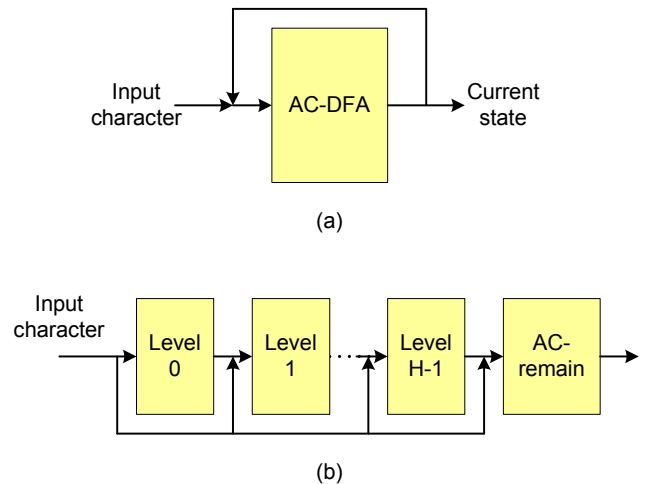 Input
character
AC-DFA
Current
state
(a)
Input
character
Level
0
Level
1
Level
H-1
AC-
remain
(b)